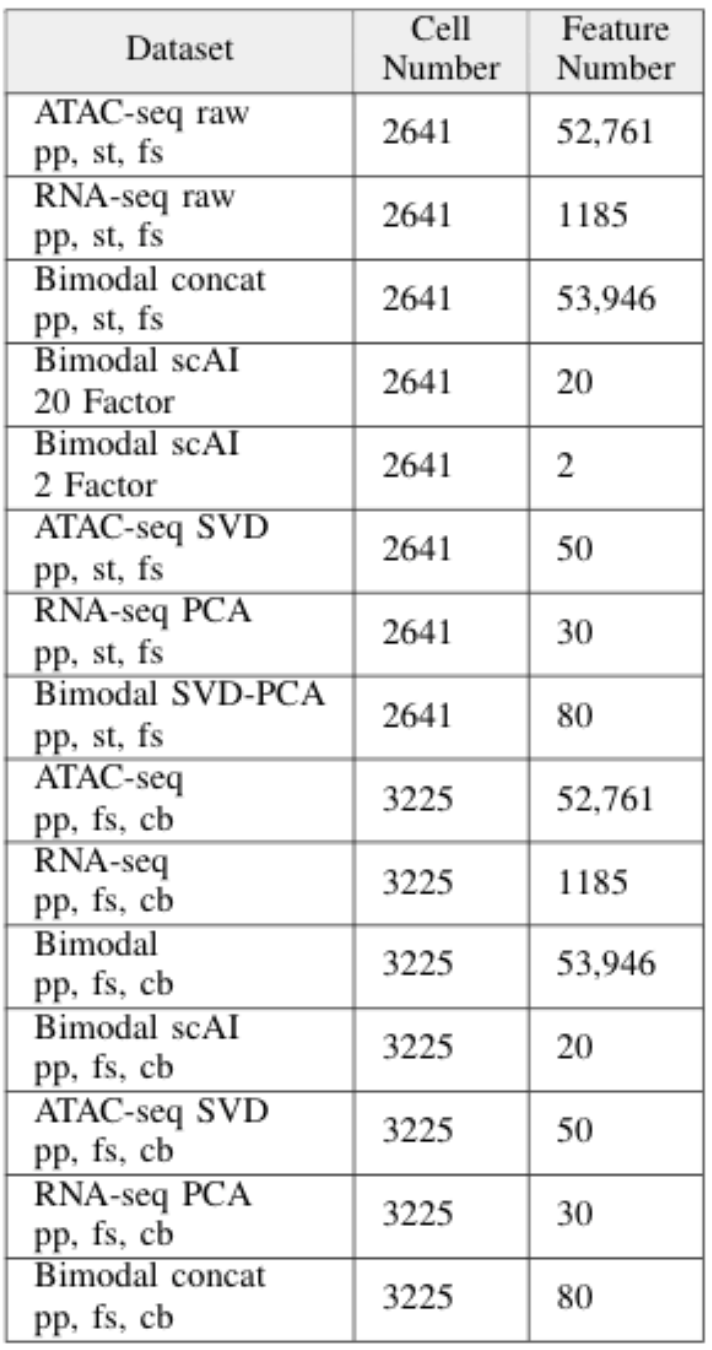 Dataset Cell Number Feature Number
ATAC-seq raw
pp, st, fs 2641 52,761
RNA-seq raw
pp, st, fs 2641 1185
Bimodal concat
pp, st, fs 2641 53,946
Bimodal scAI
20 Factor 2641 20
Bimodal scAI
2 Factor 2641 2
ATAC-seq SVD
pp, st, fs 2641 50
RNA-seq PCA
pp, st, fs 2641 30
Bimodal SVD-PCA
pp, st, fs 2641 80
ATAC-seq
pp, fs, cb 3225 52,761
RNA-seq
pp, fs, cb 3225 1185
Bimodal
pp, fs, cb 3225 53,946
Bimodal scAI
pp, fs, cb 3225 20
ATAC-seq SVD
pp, fs, cb 3225 50
RNA-seq PCA
pp, fs, cb 3225 30
Bimodal concat
pp, fs, cb 3225 80